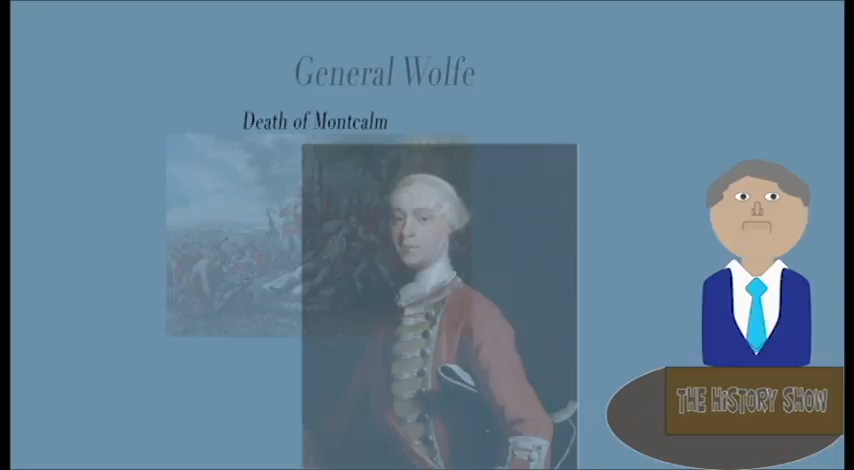 General Wolfe
Death of Montcalm
THE HiSTORY SHOW